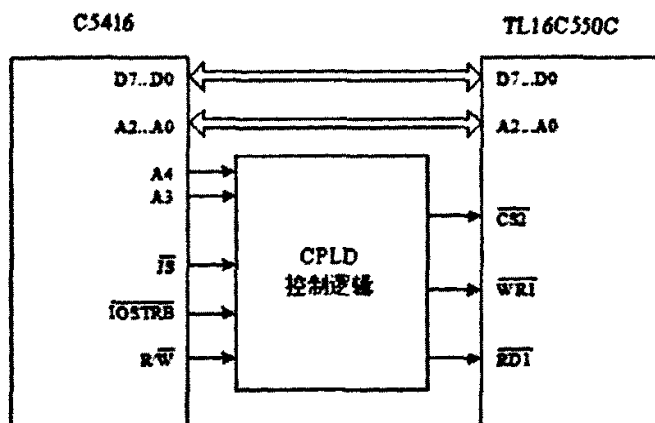 C5416
TL16C550C
D7...D0
D7...D0
A2...A0
A2...A0
A4
A3
CS2
IS
CPLD
控制逻辑
WR1
IOSTRB
R/W
RD1